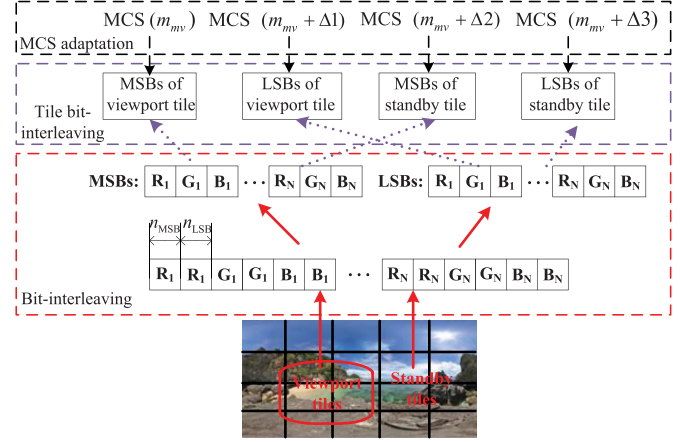 MCS (m_mv) MCS (m_mv + Δ1) MCS (m_mv + Δ2) MCS (m_mv + Δ3)
MCS adaptation
MSBs of viewport tile
LSBs of viewport tile
MSBs of standby tile
LSBs of standby tile
Tile bit-interleaving
MSBs: R1 G1 B1 ··· RN GN BN
LSBs: R1 G1 B1 ··· RN GN BN
n_MSB n_LSB
R1 R1 G1 G1 B1 B1 ··· RN RN GN GN BN BN
Bit-interleaving
Viewport tiles
Standby tiles